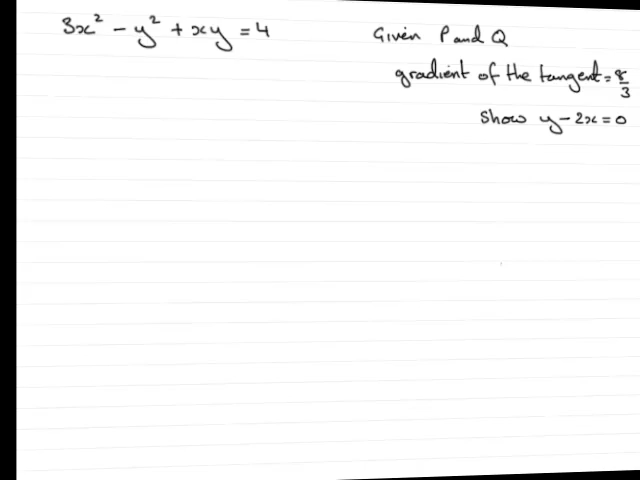 3x² - y² + xy = 4
Given P and Q
gradient of the tangent = 8/3
Show y - 2x = 0